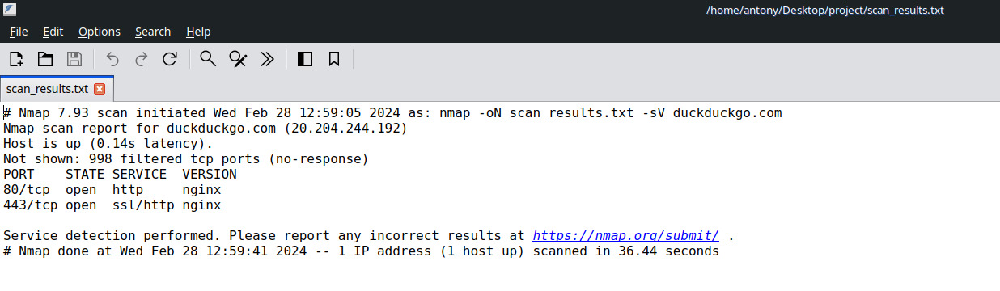 /home/antony/Desktop/project/scan_results.txt
File Edit Options Search Help
scan_results.txt
# Nmap 7.93 scan initiated Wed Feb 28 12:59:05 2024 as: nmap -oN scan_results.txt -sV duckduckgo.com
Nmap scan report for duckduckgo.com (20.204.244.192)
Host is up (0.14s latency).
Not shown: 998 filtered tcp ports (no-response)
PORT    STATE SERVICE  VERSION
80/tcp  open  http     nginx
443/tcp open  ssl/http nginx
Service detection performed. Please report any incorrect results at https://nmap.org/submit/ .
# Nmap done at Wed Feb 28 12:59:41 2024 -- 1 IP address (1 host up) scanned in 36.44 seconds